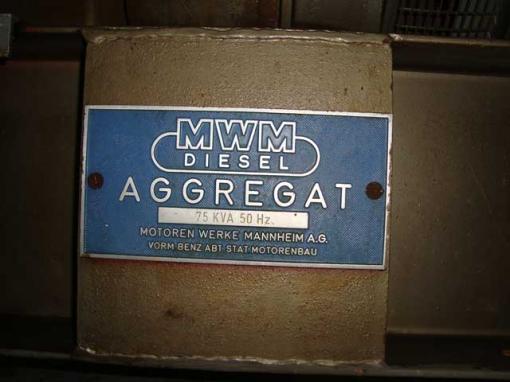 MWM
DIESEL
AGGREGAT
75 KVA 50 Hz.
MOTOREN WERKE MANNHEIM A.G.
VORM. BENZ ABT. STAT. MOTORENBAU